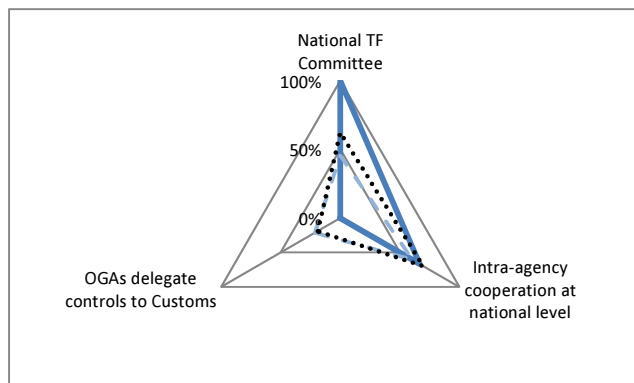 National TF
Committee
100%
50%
0%
OGAs delegate
controls to Customs
Intra-agency
cooperation at
national level